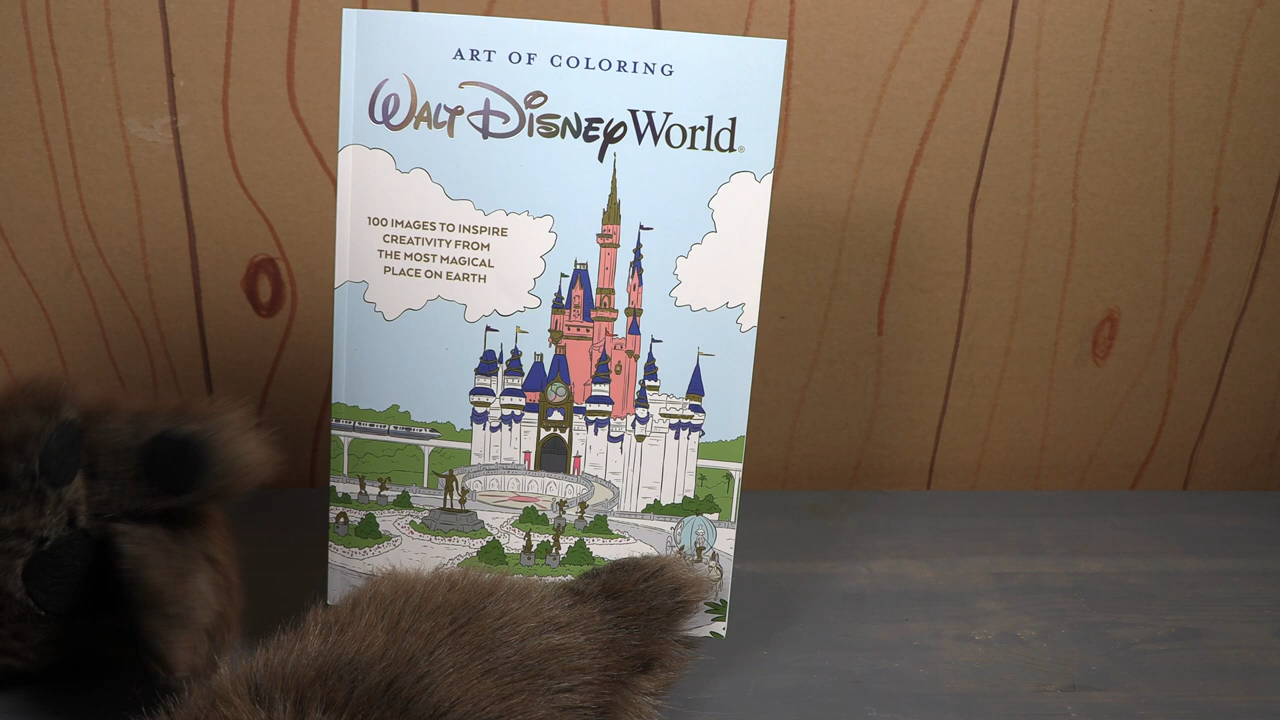 ART OF COLORING
WALT DISNEY World®
100 IMAGES TO INSPIRE
CREATIVITY FROM
THE MOST MAGICAL
PLACE ON EARTH